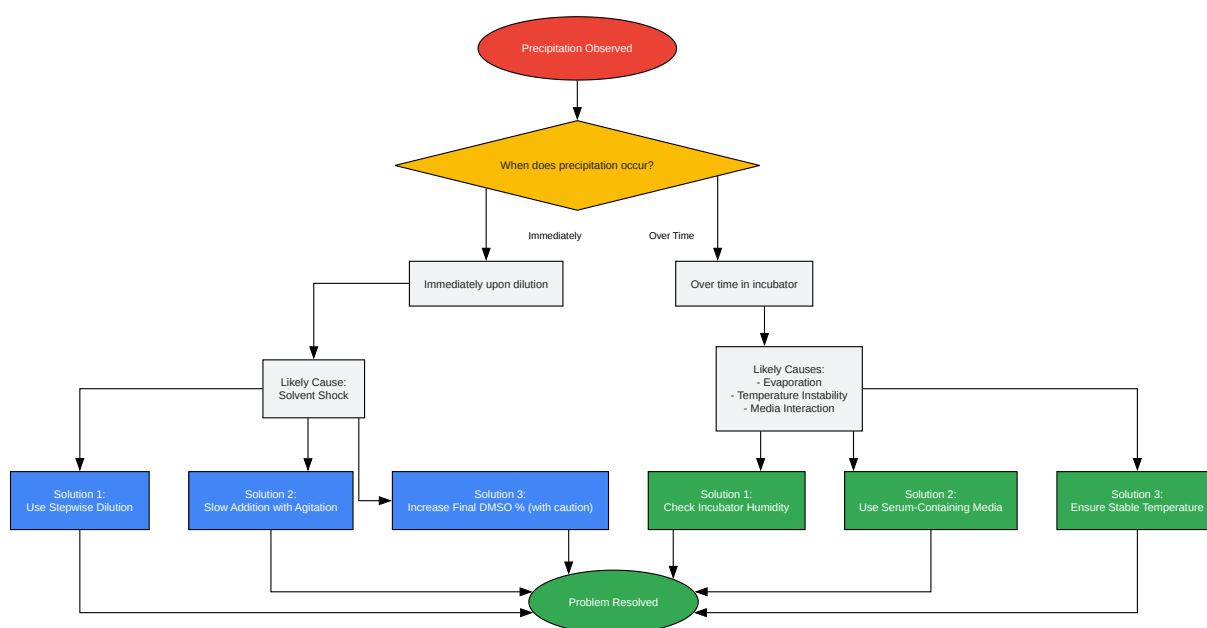 Precipitation Observed
When does precipitation occur?
Immediately
Over Time
Immediately upon dilution
Over time in incubator
Likely Cause:
Solvent Shock
Likely Causes:
- Evaporation
- Temperature Instability
- Media Interaction
Solution 1:
Use Stepwise Dilution
Solution 2:
Slow Addition with Agitation
Solution 3:
Increase Final DMSO % (with caution)
Solution 1:
Check Incubator Humidity
Solution 2:
Use Serum-Containing Media
Solution 3:
Ensure Stable Temperature
Problem Resolved